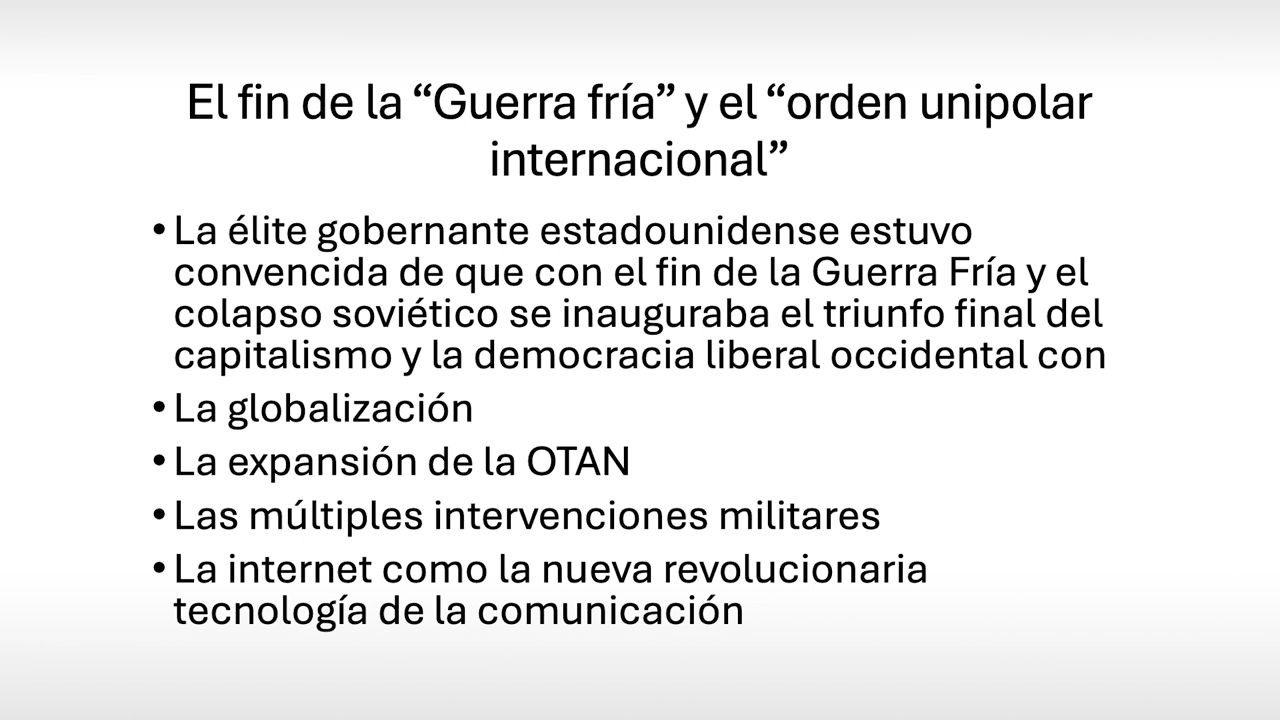 El fin de la “Guerra fría” y el “orden unipolar
internacional”
• La élite gobernante estadounidense estuvo
convencida de que con el fin de la Guerra Fría y el
colapso soviético se inauguraba el triunfo final del
capitalismo y la democracia liberal occidental con
• La globalización
• La expansión de la OTAN
• Las múltiples intervenciones militares
• La internet como la nueva revolucionaria
tecnología de la comunicación